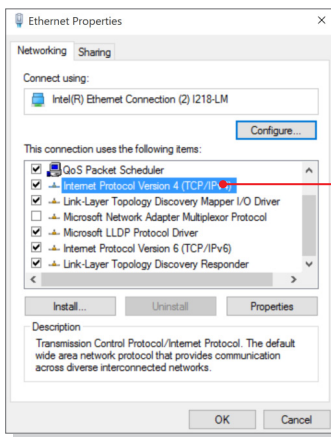 Ethernet Properties
Networking
Sharing
Connect using:
Intel(R) Ethernet Connection (2) I218-LM
Configure...
This connection uses the following items:
QoS Packet Scheduler
Internet Protocol Version 4 (TCP/IPv4)
Link-Layer Topology Discovery Mapper I/O Driver
Microsoft Network Adapter Multiplexor Protocol
Microsoft LLDP Protocol Driver
Internet Protocol Version 6 (TCP/IPv6)
Link-Layer Topology Discovery Responder
Install...
Uninstall
Properties
Description
Transmission Control Protocol/Internet Protocol. The default
wide area network protocol that provides communication
across diverse interconnected networks.
OK
Cancel